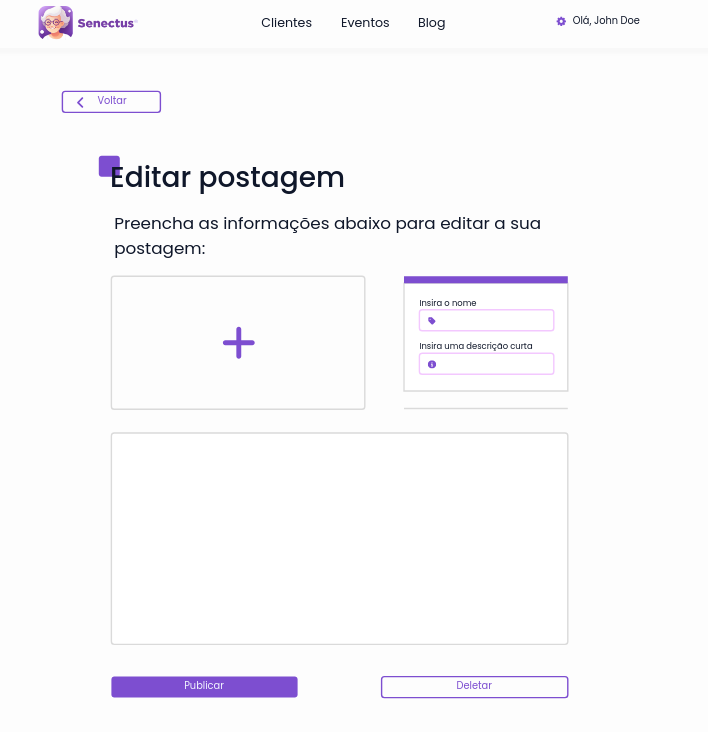 Senectus
Clientes
Eventos
Blog
Olá, John Doe
Voltar
Editar postagem
Preencha as informações abaixo para editar a sua
postagem:
Insira o nome
Insira uma descrição curta
Publicar
Deletar